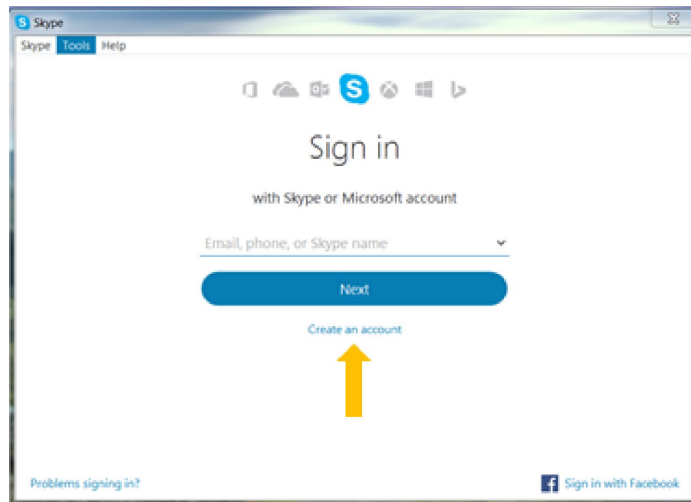 Skype
Skype Tools Help
Sign in
with Skype or Microsoft account
Email, phone, or Skype name
Next
Create an account
Problems signing in? Sign in with Facebook